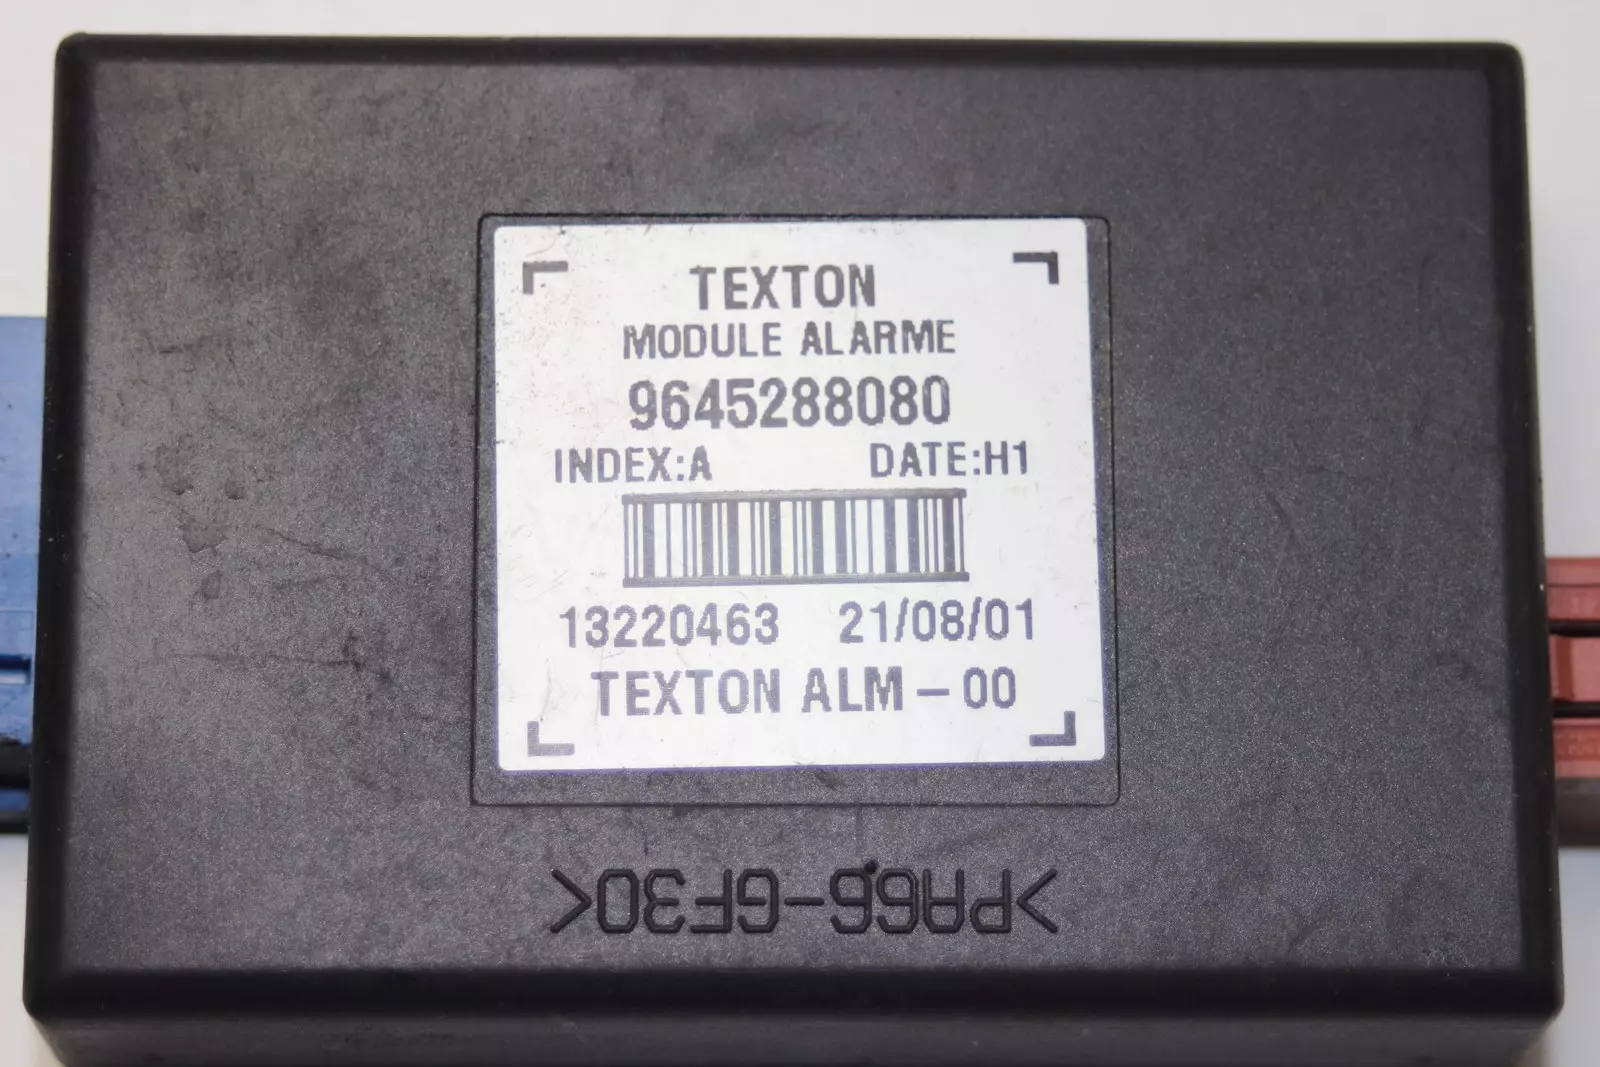 TEXTON
MODULE ALARME
9645288080
INDEX:A DATE:H1
13220463 21/08/01
TEXTON ALM - 00
>PA66-GF30<